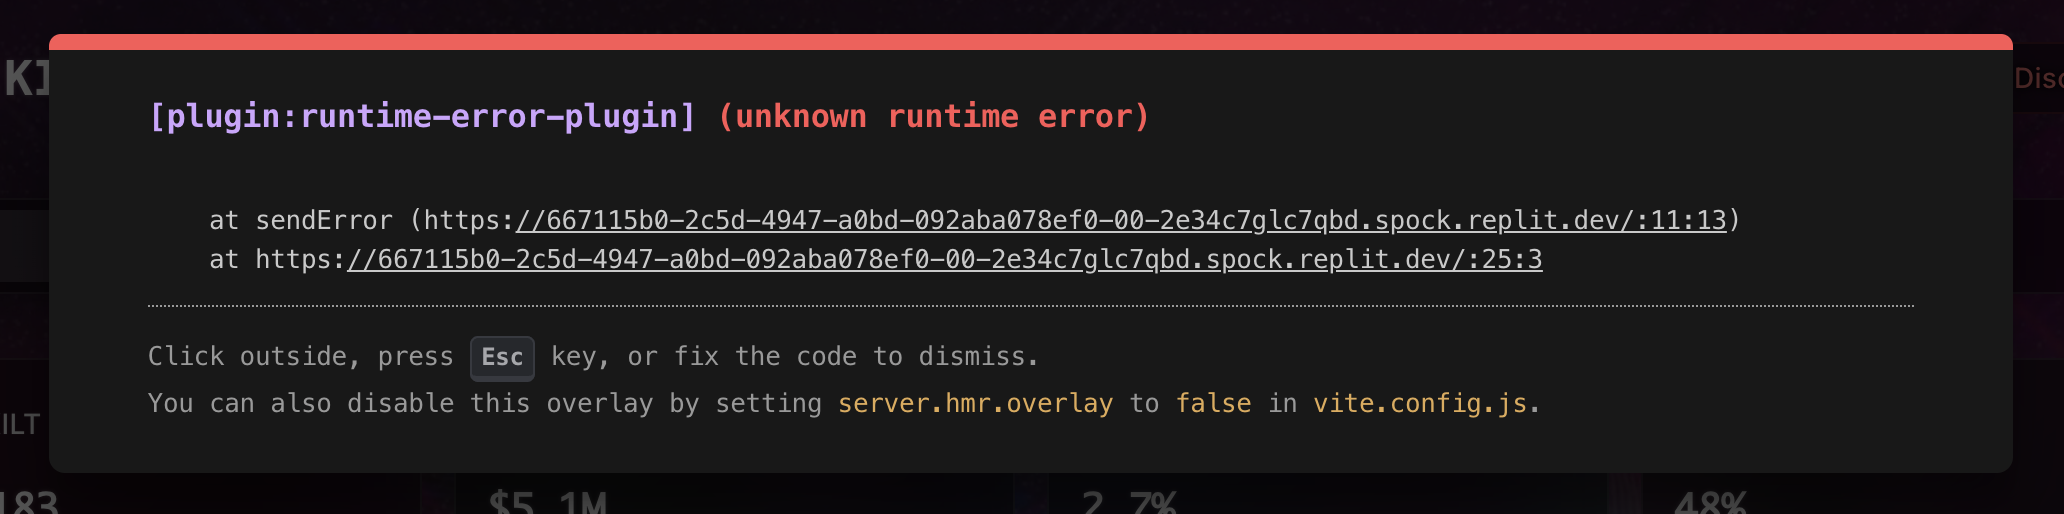 KI
Disc
[plugin:runtime-error-plugin] (unknown runtime error)
at sendError (https://667115b0-2c5d-4947-a0bd-092aba078ef0-00-2e34c7glc7qbd.spock.replit.dev/:11:13)
at https://667115b0-2c5d-4947-a0bd-092aba078ef0-00-2e34c7glc7qbd.spock.replit.dev/:25:3
Click outside, press Esc key, or fix the code to dismiss.
You can also disable this overlay by setting server.hmr.overlay to false in vite.config.js.
ILT
183 $5.1M 2.7% 48%